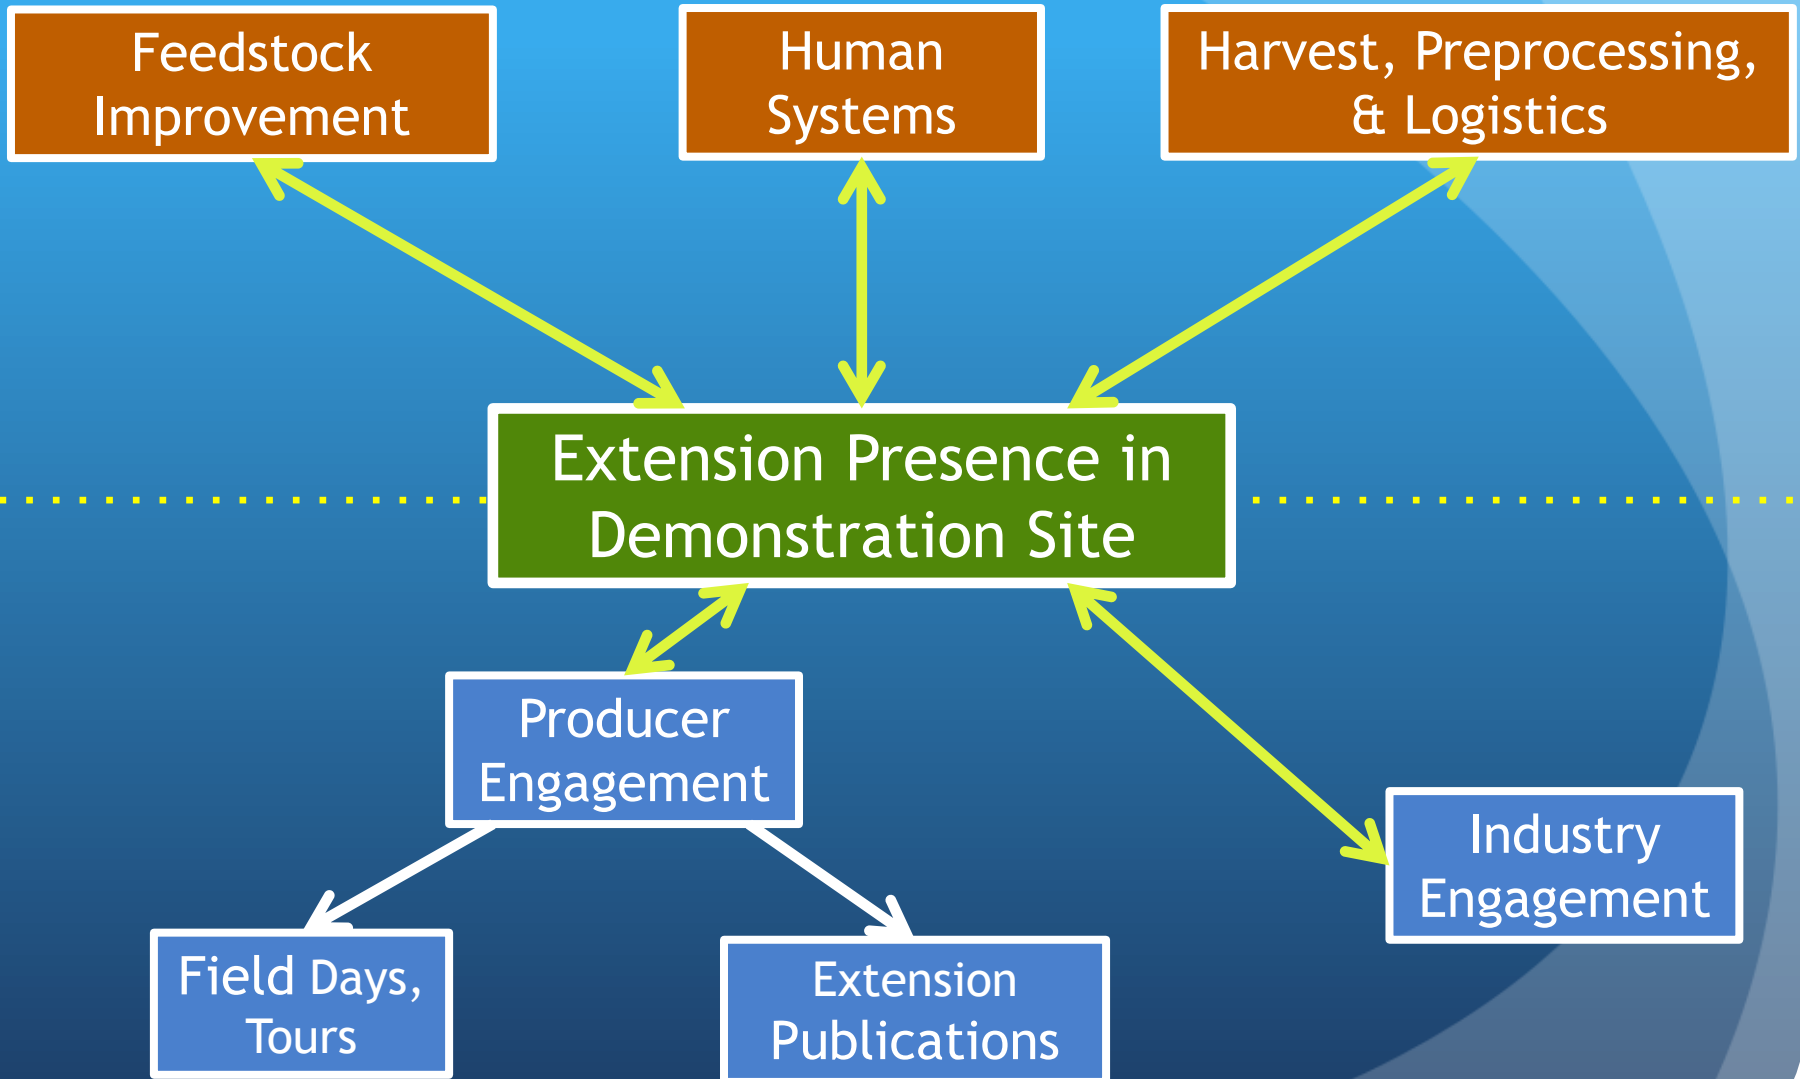 Feedstock
Improvement
Human
Systems
Harvest, Preprocessing,
& Logistics
Extension Presence in
Demonstration Site
Producer
Engagement
Industry
Engagement
Field Days,
Tours
Extension
Publications